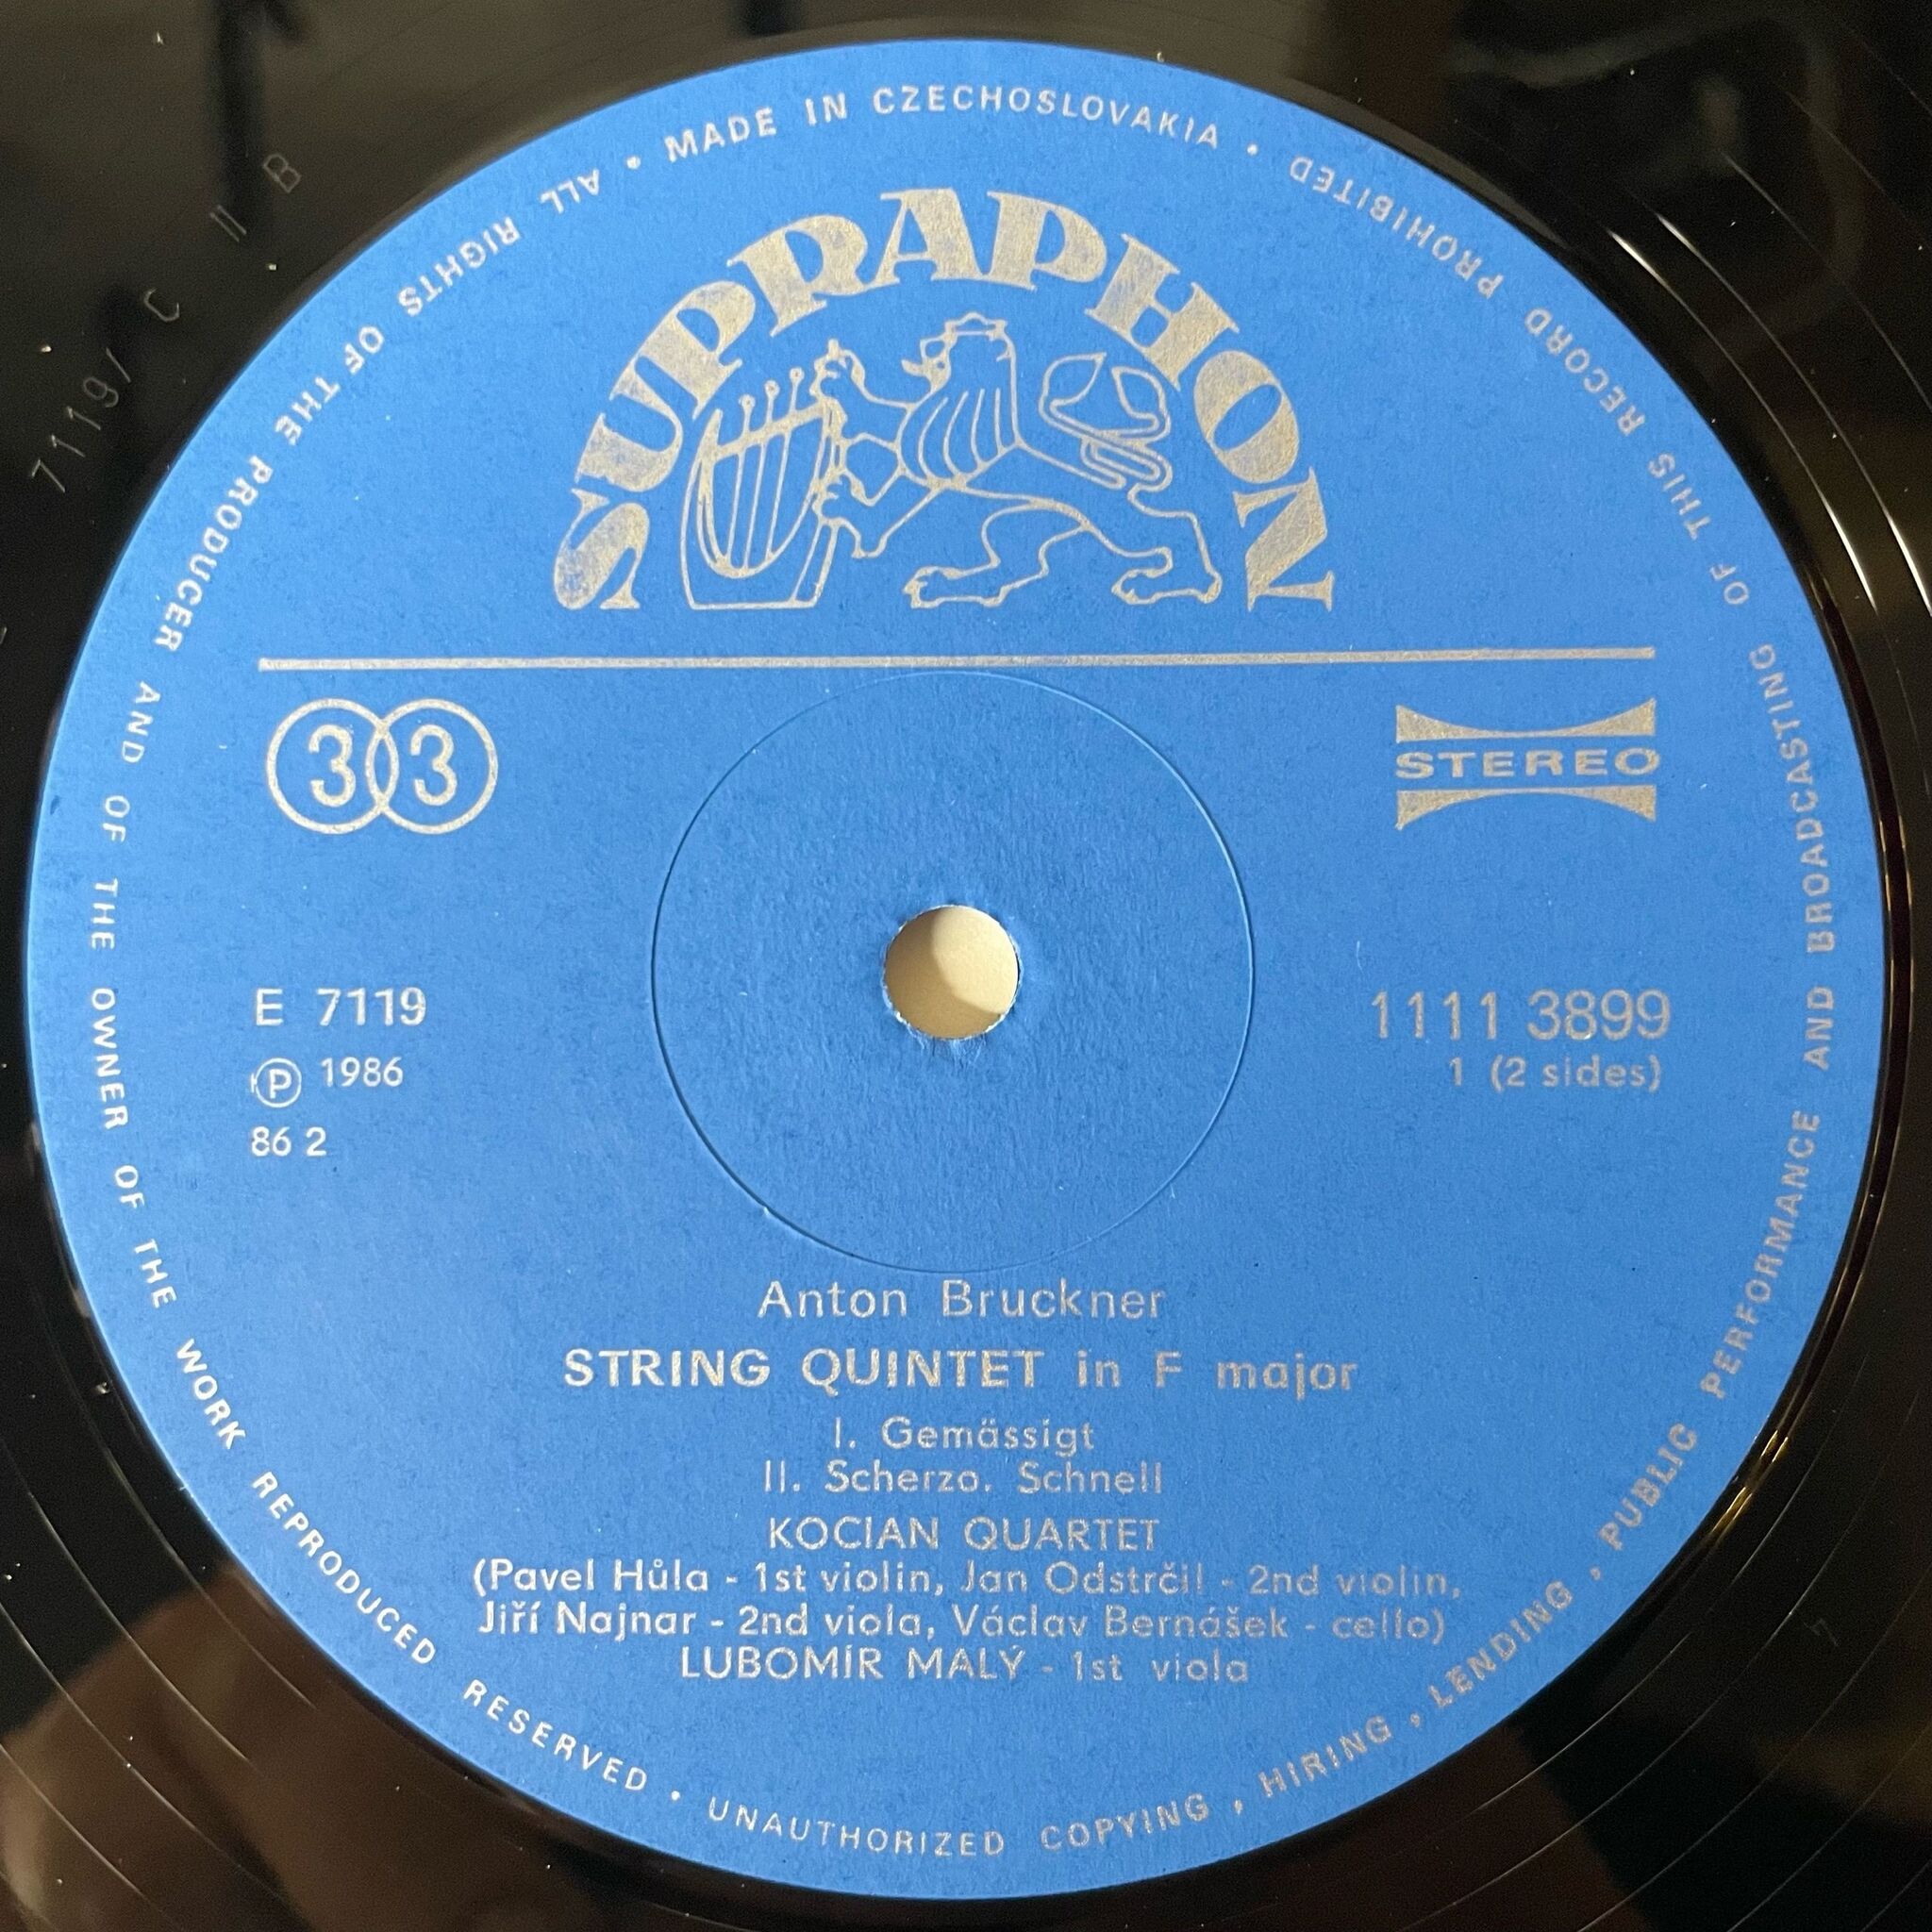 MADE IN CZECHOSLOVAKIA •
ALL RIGHTS OF THE PRODUCER AND OF THE OWNER OF THE WORK REPRODUCED RESERVED • UNAUTHORIZED COPYING , HIRING , LENDING , PUBLIC PERFORMANCE AND BROADCASTING OF THIS RECORD PROHIBITED •
SUPRAPHON
33
STEREO
E 7119
Ⓟ 1986
86 2
1111 3899
1 (2 sides)
Anton Bruckner
STRING QUINTET in F major
I. Gemässigt
II. Scherzo. Schnell
KOCIAN QUARTET
(Pavel Hůla - 1st violin, Jan Odstrčil - 2nd violin,
Jiří Najnar - 2nd viola, Václav Bernášek - cello)
LUBOMÍR MALÝ - 1st viola
7119/ C II B